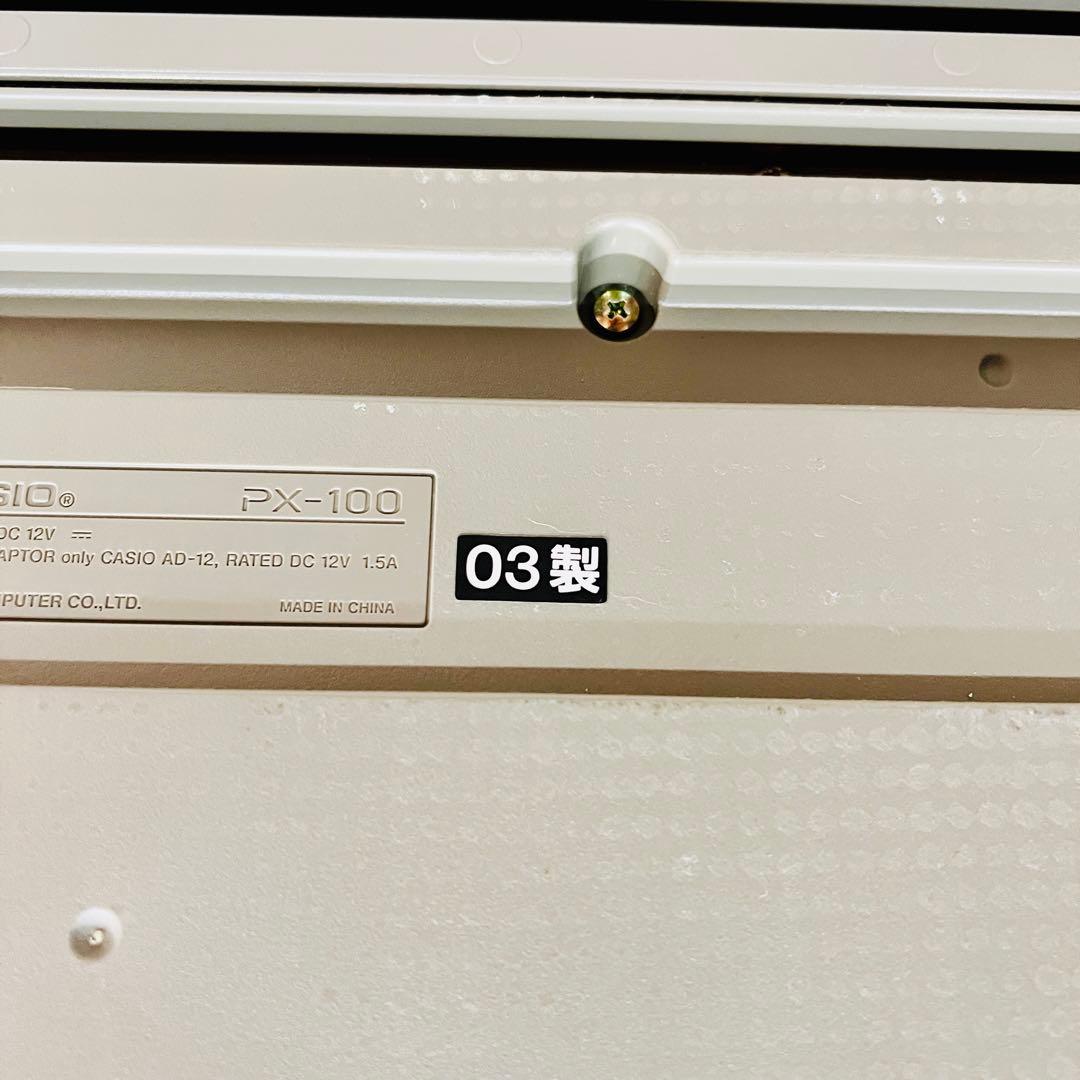 SIO® PX-100
DC 12V ⎓
APTOR only CASIO AD-12, RATED DC 12V 1.5A
PUTER CO.,LTD. MADE IN CHINA
03製